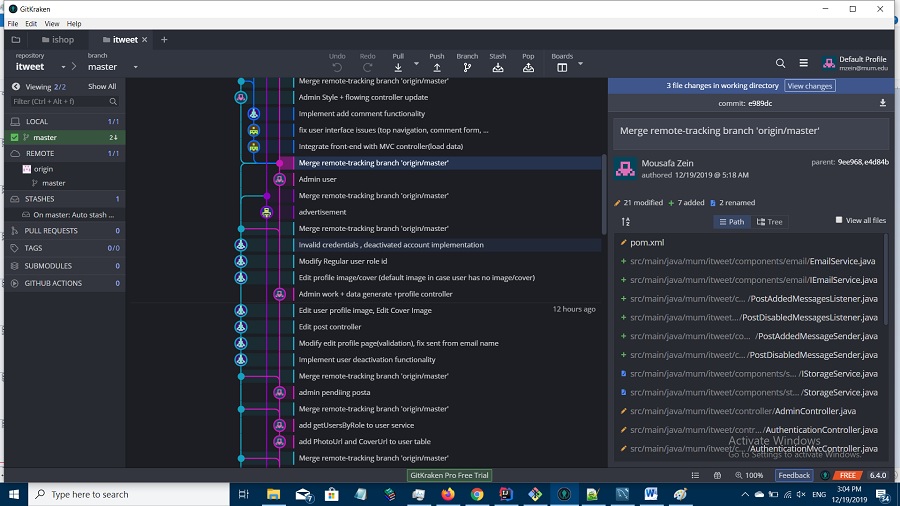 GitKraken
File Edit View Help
ishop
itweet
repository
itweet
branch
master
Undo
Redo
Pull
Push
Branch
Stash
Pop
Boards
Default Profile
mzein@mum.edu
Viewing 2/2 Show All
Filter (Ctrl + Alt + f)
LOCAL 1/1
master 2
REMOTE 1/1
origin
master
STASHES 1
On master: Auto stash ...
PULL REQUESTS 0
TAGS 0/0
SUBMODULES 0
GITHUB ACTIONS 0
Merge remote-tracking branch 'origin/master'
Admin Style + flowing controller update
Implement add comment functionality
fix user interface issues (top navigation, comment form, ...
Integrate front-end with MVC controller(load data)
Merge remote-tracking branch 'origin/master'
Admin user
Merge remote-tracking branch 'origin/master'
advertisement
Merge remote-tracking branch 'origin/master'
Invalid credentials , deactivated account implementation
Modify Regular user role id
Edit profile image/cover (default image in case user has no image/cover)
Admin work + data generate +profile controller
Edit user profile image, Edit Cover Image 12 hours ago
Edit post controller
Modify edit profile page(validation), fix sent from email name
Implement user deactivation functionality
Merge remote-tracking branch 'origin/master'
admin pendiing posta
Merge remote-tracking branch 'origin/master'
add getUsersByRole to user service
add PhotoUrl and CoverUrl to user table
Merge remote-tracking branch 'origin/master'
3 file changes in working directory View changes
commit: e989dc
Merge remote-tracking branch 'origin/master'
Mousafa Zein
authored 12/19/2019 @ 5:18 AM
parent: 9ee968,e4d84b
21 modified + 7 added 2 renamed
Path Tree View all files
pom.xml
+ src/main/java/mum/itweet/components/email/EmailService.java
+ src/main/java/mum/itweet/components/email/IEmailService.java
+ src/main/java/mum/itweet/c... /PostAddedMessagesListener.java
+ src/main/java/mum/itweet... /PostDisabledMessagesListener.java
+ src/main/java/mum/itweet/co... /PostAddedMessageSender.java
+ src/main/java/mum/itweet/c... /PostDisabledMessageSender.java
src/main/java/mum/itweet/components/s... /IStorageService.java
src/main/java/mum/itweet/components/st... /StorageService.java
src/main/java/mum/itweet/controller/AdminController.java
src/main/java/mum/itweet/contr... /AuthenticationController.java
src/main/java/mum/itweet/c... /AuthenticationMvcController.java
Activate Windows
Go to Settings to activate Windows.
GitKraken Pro Free Trial
100%
Feedback
FREE
6.4.0
Type here to search
ENG
3:04 PM
12/19/2019